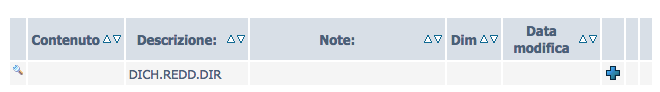 Contenuto Descrizione: Note: Dim Data modifica
DICH.REDD.DIR